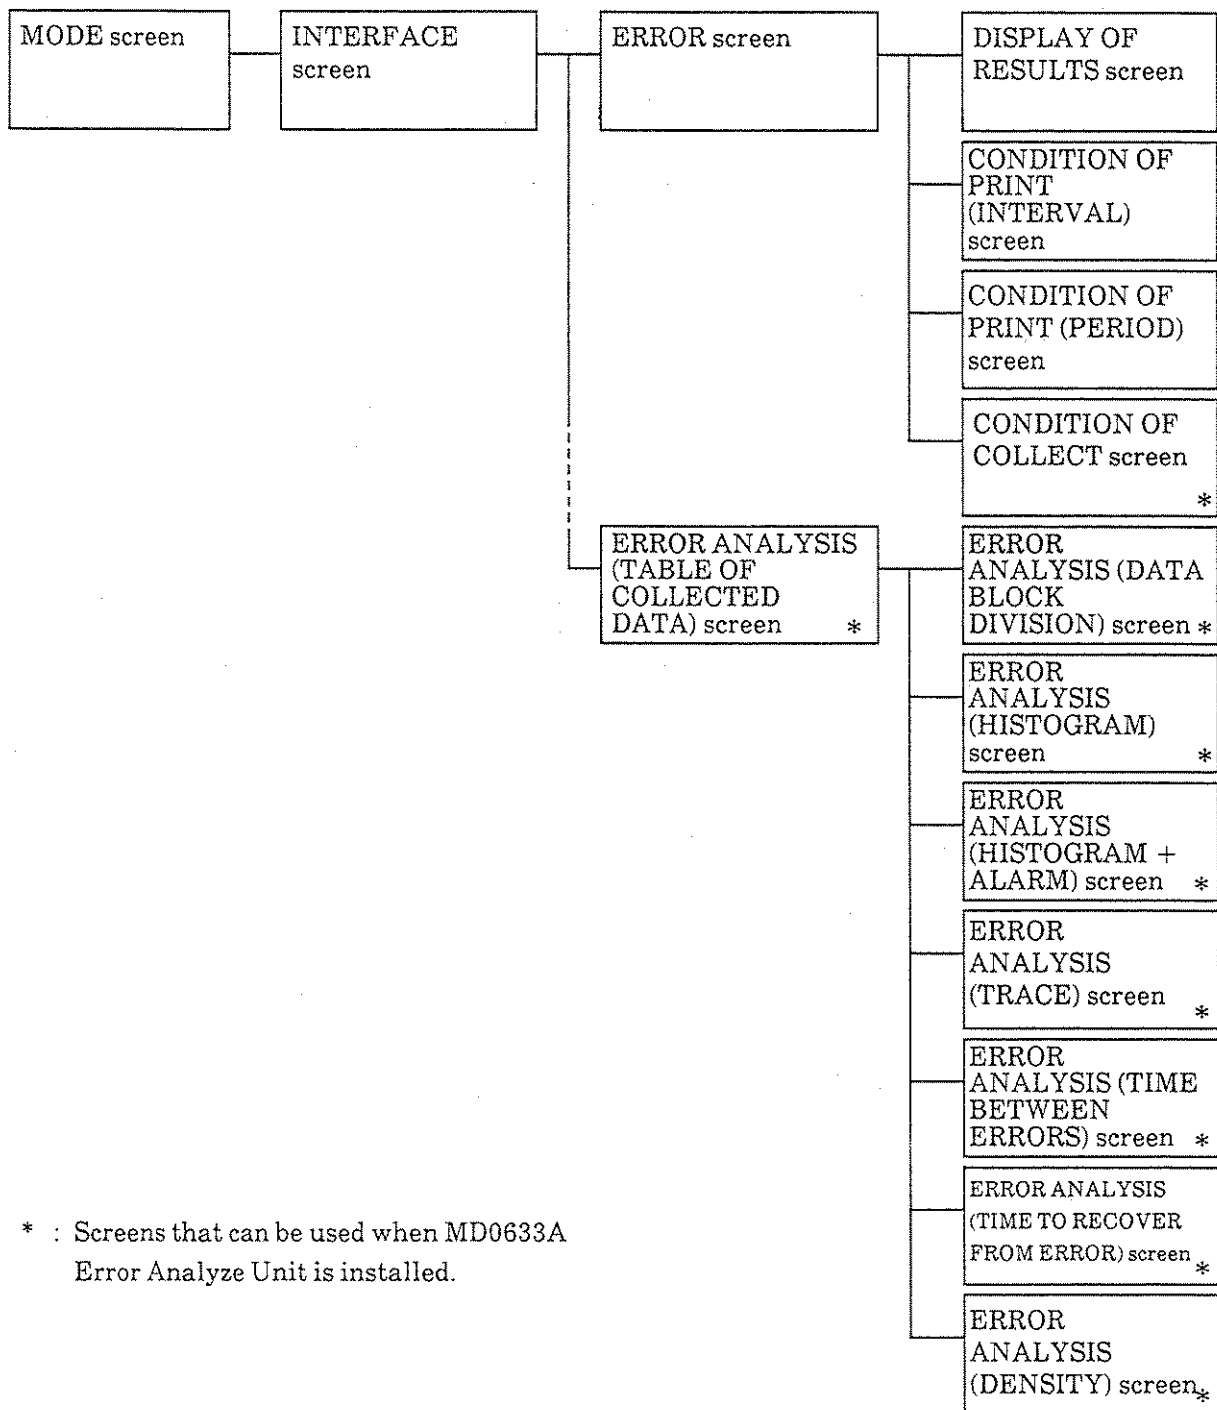 MODE screen
INTERFACE
screen
ERROR screen
DISPLAY OF
RESULTS screen
CONDITION OF
PRINT
(INTERVAL)
screen
CONDITION OF
PRINT (PERIOD)
screen
CONDITION OF
COLLECT screen
*
ERROR ANALYSIS
(TABLE OF
COLLECTED
DATA) screen *
ERROR
ANALYSIS (DATA
BLOCK
DIVISION) screen *
ERROR
ANALYSIS
(HISTOGRAM)
screen *
ERROR
ANALYSIS
(HISTOGRAM +
ALARM) screen *
ERROR
ANALYSIS
(TRACE) screen
*
ERROR
ANALYSIS (TIME
BETWEEN
ERRORS) screen *
ERROR ANALYSIS
(TIME TO RECOVER
FROM ERROR) screen *
ERROR
ANALYSIS
(DENSITY) screen *
* : Screens that can be used when MD0633A
Error Analyze Unit is installed.